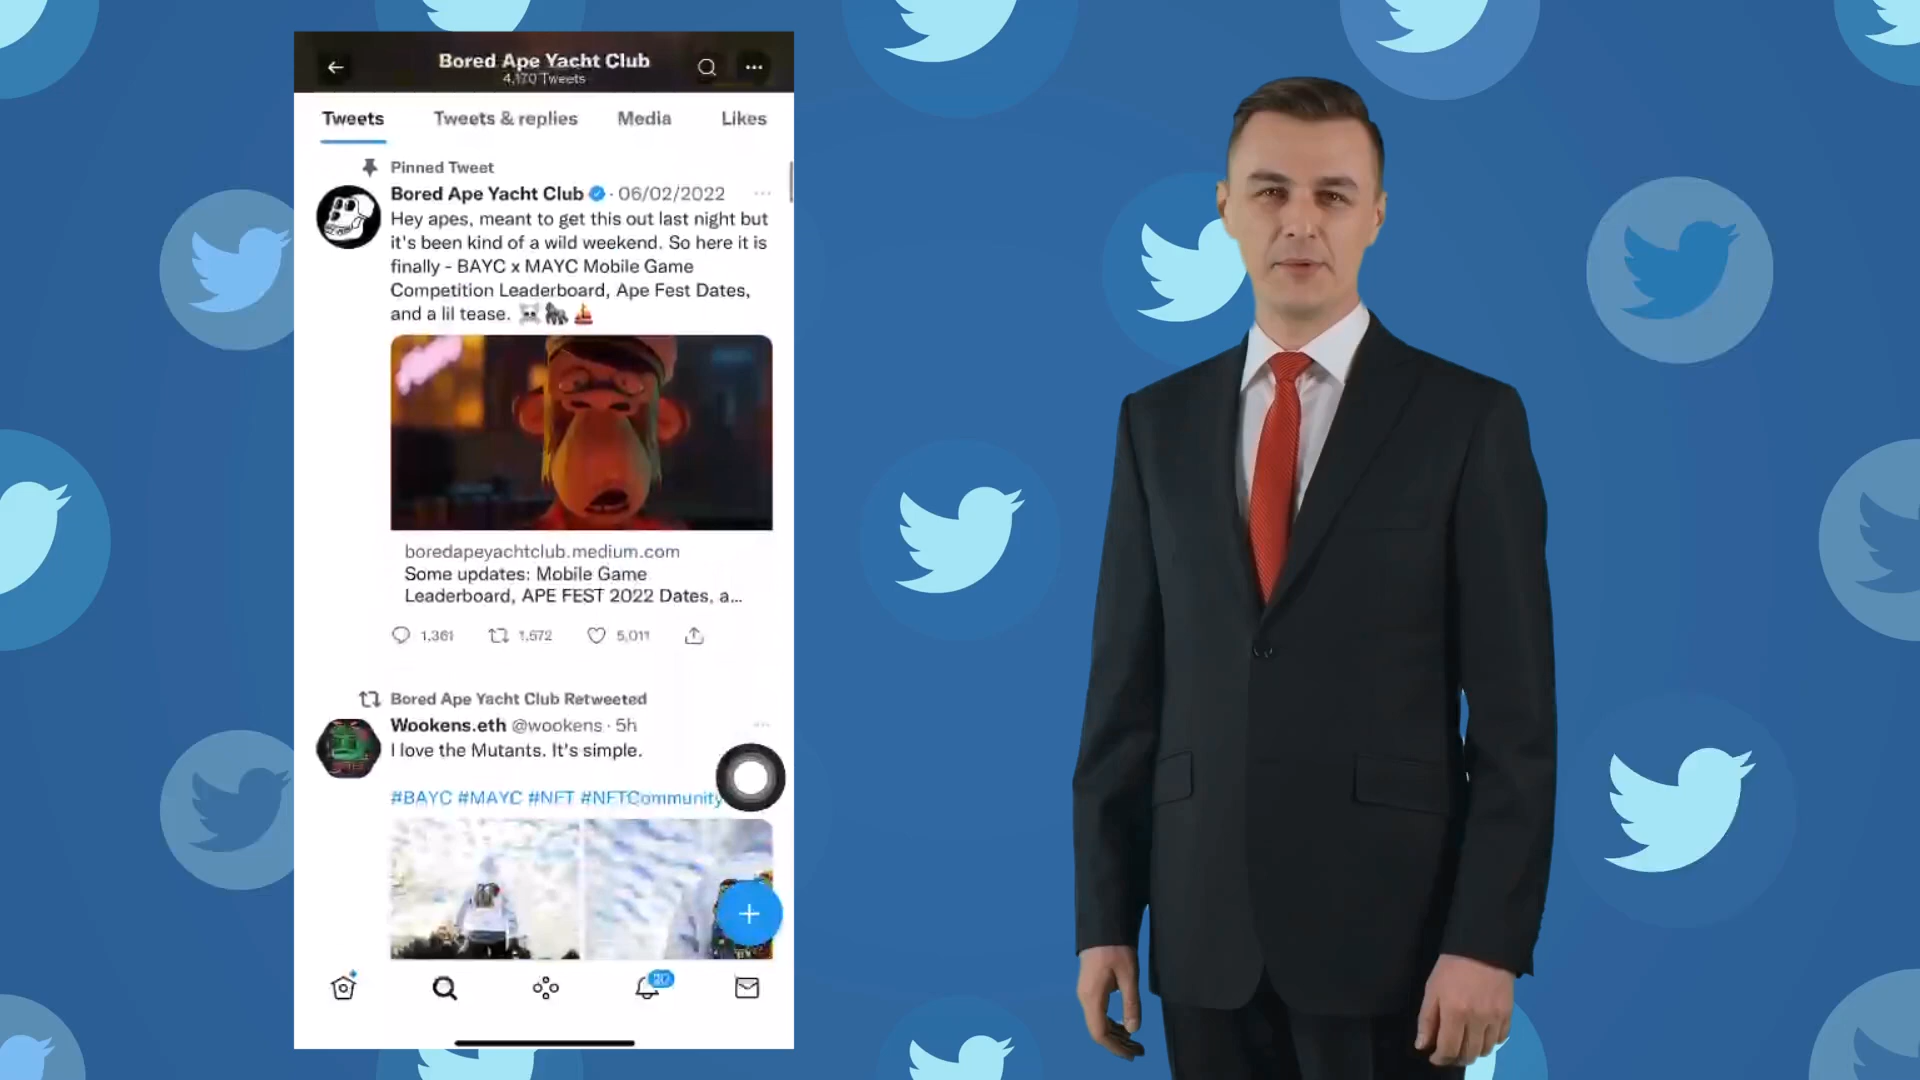 Bored Ape Yacht Club
4,170 Tweets
Tweets
Tweets & replies
Media
Likes
Pinned Tweet
Bored Ape Yacht Club · 06/02/2022
Hey apes, meant to get this out last night but
it's been kind of a wild weekend. So here it is
finally - BAYC x MAYC Mobile Game
Competition Leaderboard, Ape Fest Dates,
and a lil tease. ☠️🦍⛵
boredapeyachtclub.medium.com
Some updates: Mobile Game
Leaderboard, APE FEST 2022 Dates, a...
1,361
1,572
5,011
Bored Ape Yacht Club Retweeted
Wookens.eth @wookens · 5h
I love the Mutants. It's simple.
#BAYC #MAYC #NFT #NFTCommunity